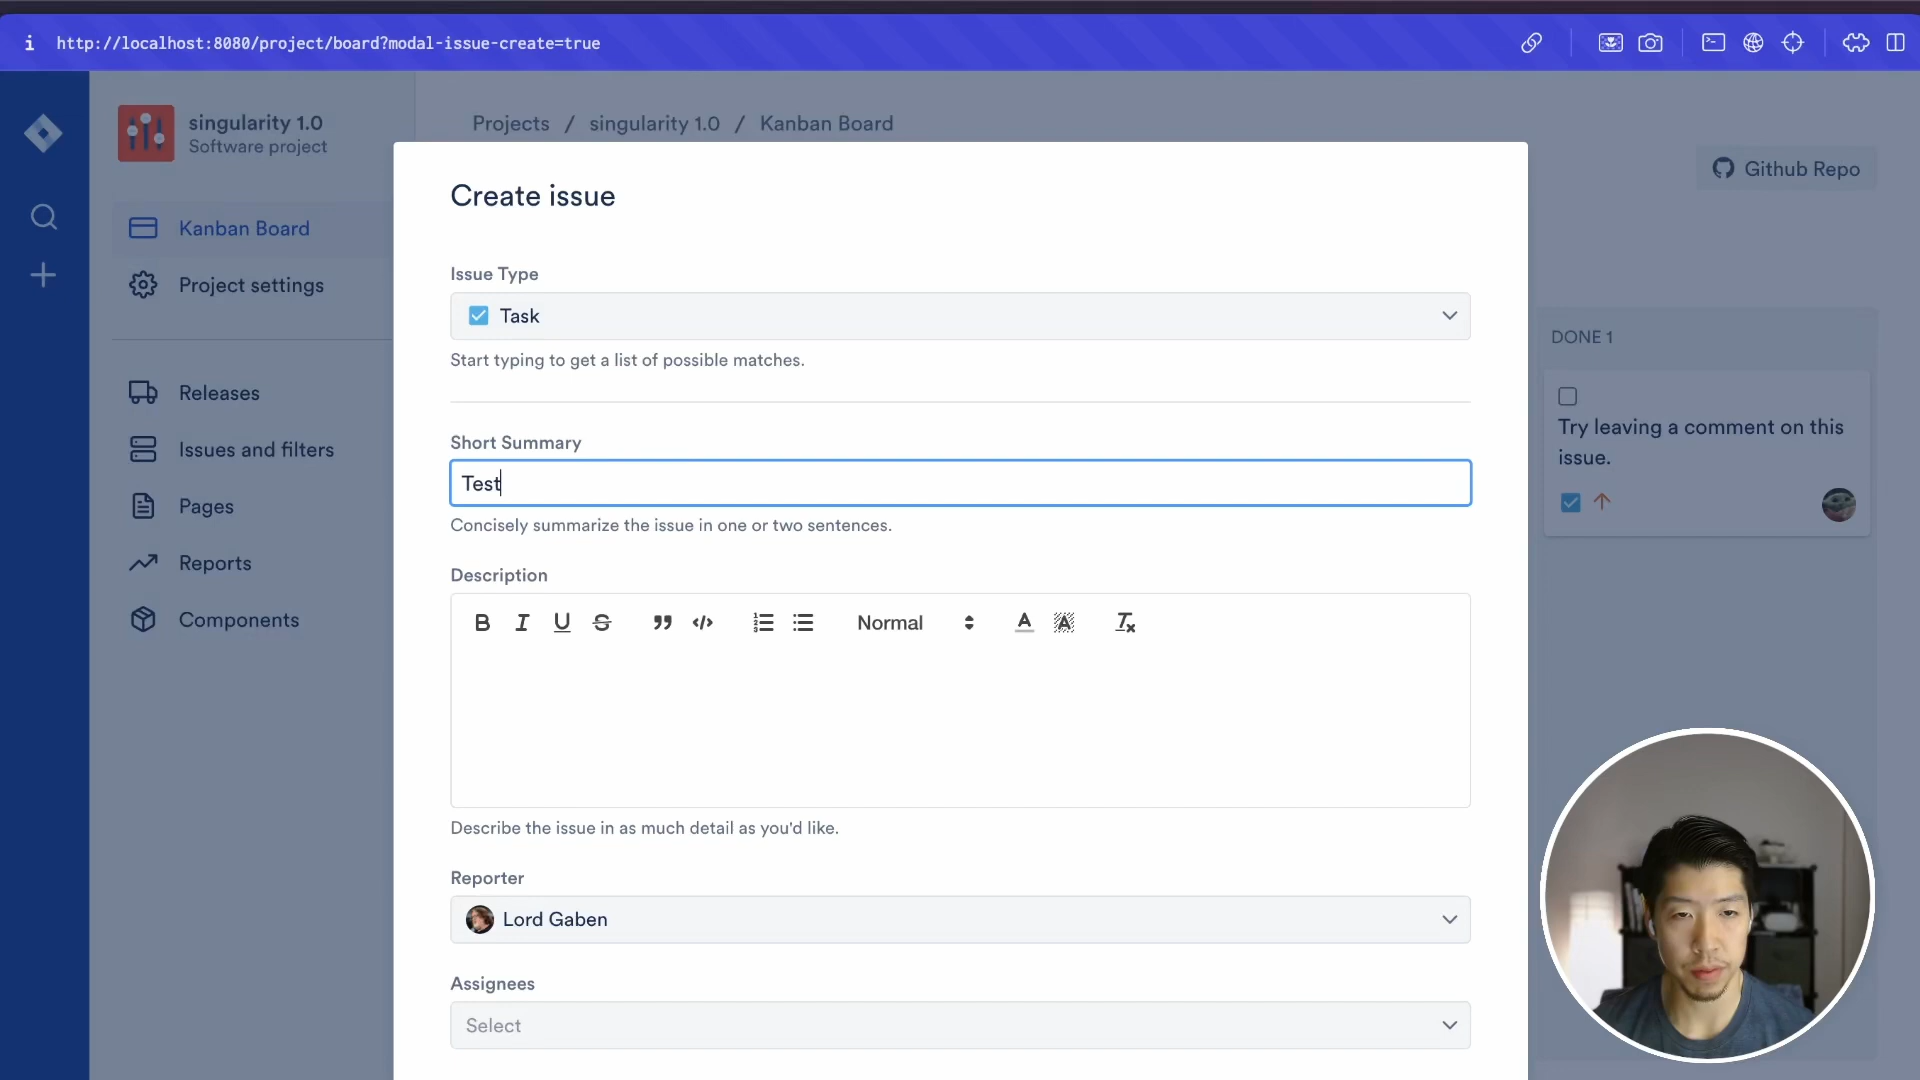 i http://localhost:8080/project/board?modal-issue-create=true
singularity 1.0
Software project
Kanban Board
Project settings
Releases
Issues and filters
Pages
Reports
Components
Projects / singularity 1.0 / Kanban Board
Github Repo
Create issue
Issue Type
Task
Start typing to get a list of possible matches.
Short Summary
Test
Concisely summarize the issue in one or two sentences.
Description
Normal
Describe the issue in as much detail as you'd like.
Reporter
Lord Gaben
Assignees
Select
DONE 1
Try leaving a comment on this
issue.